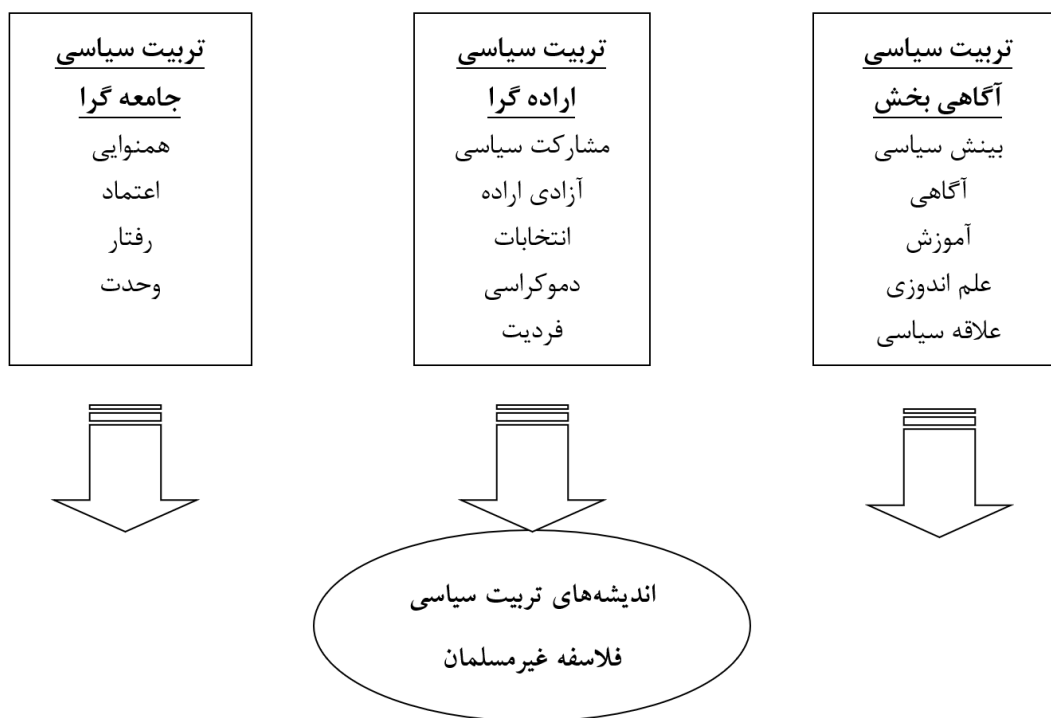 تربیت سیاسی
آگاهی بخش
بینش سیاسی
آگاهی
آموزش
علم اندوزی
علاقه سیاسی
تربیت سیاسی
اراده گرا
مشارکت سیاسی
آزادی اراده
انتخابات
دموکراسی
فردیت
تربیت سیاسی
جامعه گرا
همنوایی
اعتماد
رفتار
وحدت
اندیشه‌های تربیت سیاسی
فلاسفه غیرمسلمان